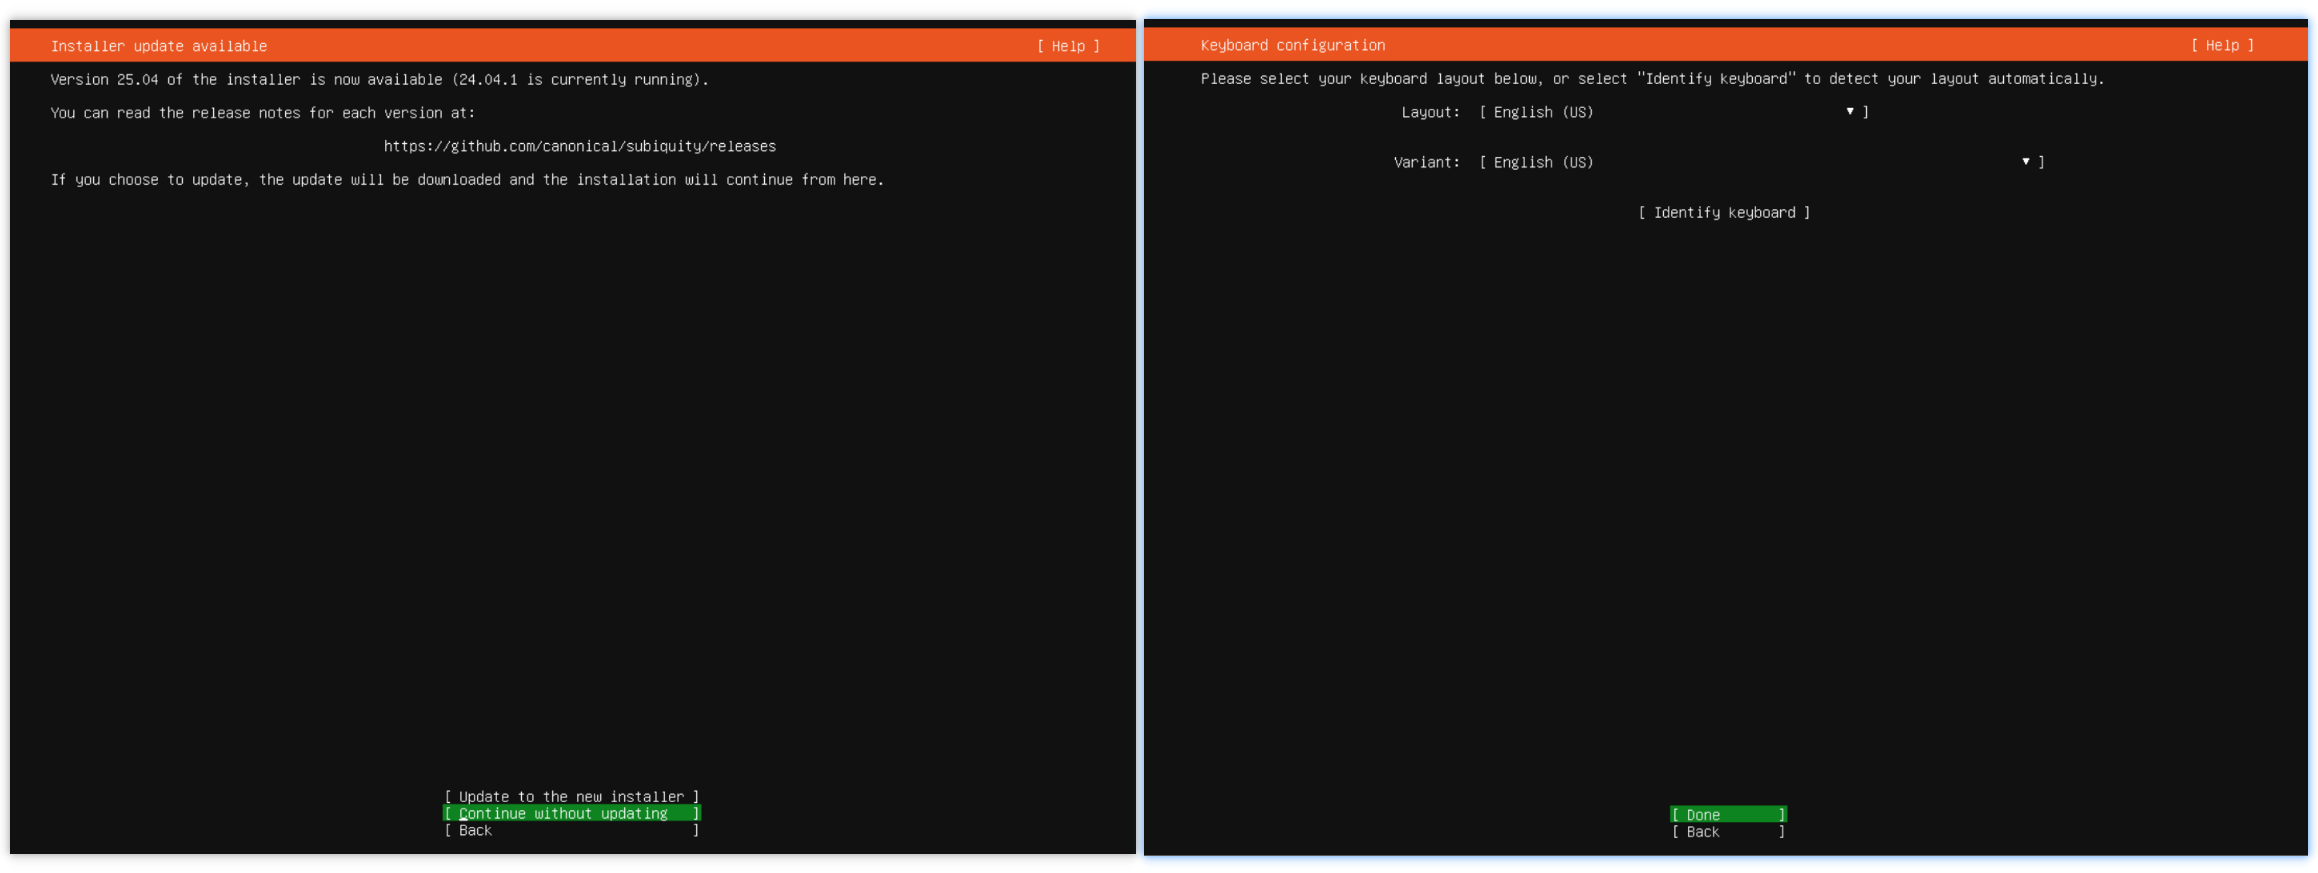 Installer update available [ Help ]
Version 25.04 of the installer is now available (24.04.1 is currently running).
You can read the release notes for each version at:
https://github.com/canonical/subiquity/releases
If you choose to update, the update will be downloaded and the installation will continue from here.
[ Update to the new installer ]
[ Continue without updating ]
[ Back ]
Keyboard configuration [ Help ]
Please select your keyboard layout below, or select "Identify keyboard" to detect your layout automatically.
Layout: [ English (US) ▼ ]
Variant: [ English (US) ▼ ]
[ Identify keyboard ]
[ Done ]
[ Back ]